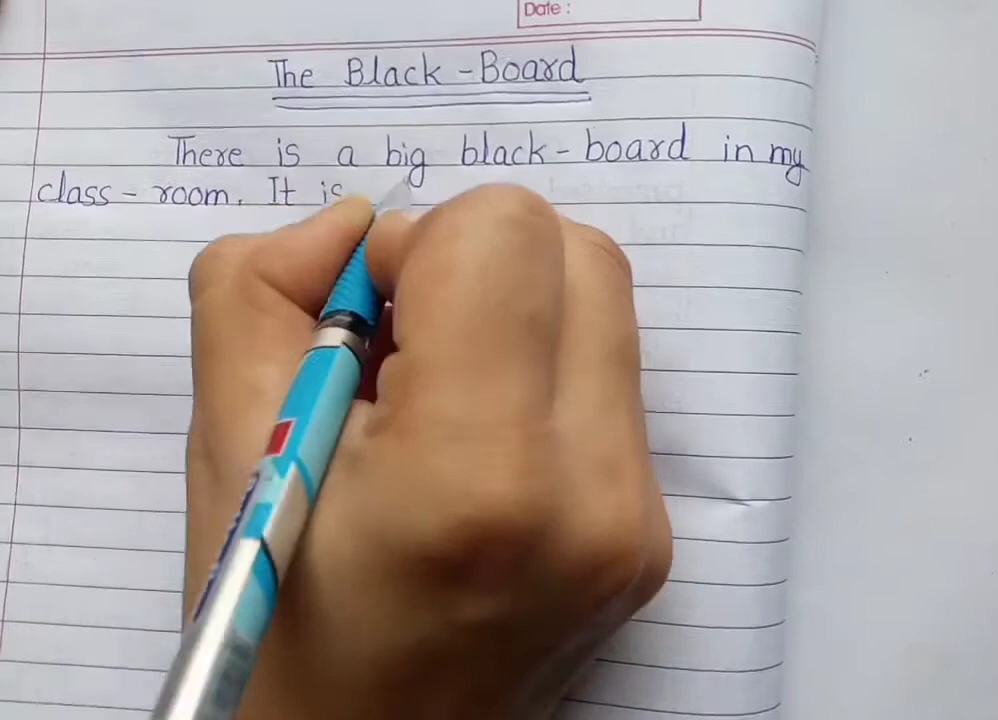 Date :
The Black - Board
There is a big black - board in my
class - room. It is